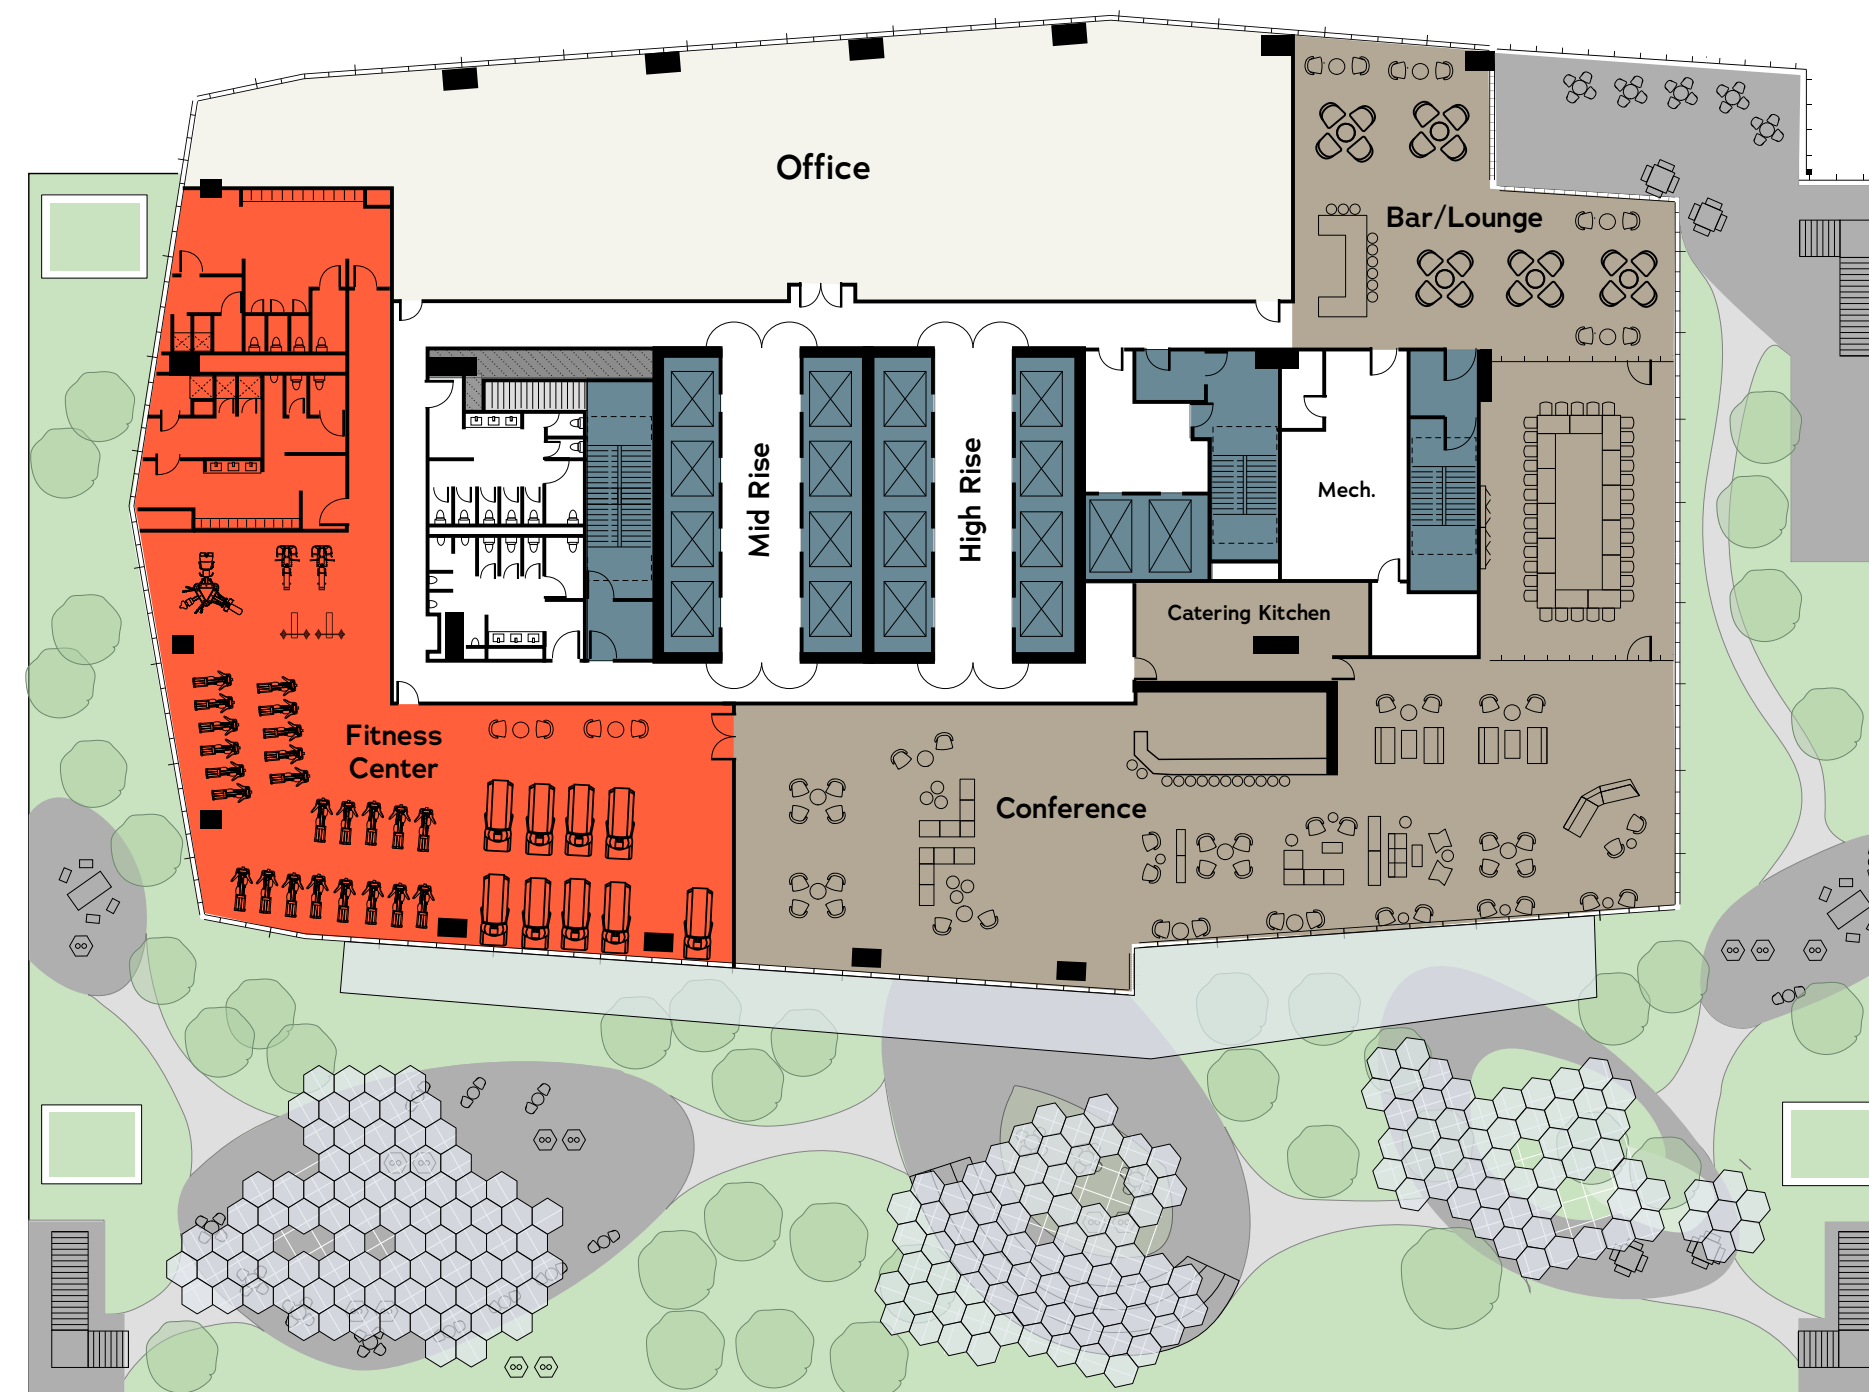 Office
Bar/Lounge
Mid Rise
High Rise
Mech.
Catering Kitchen
Fitness
Center
Conference